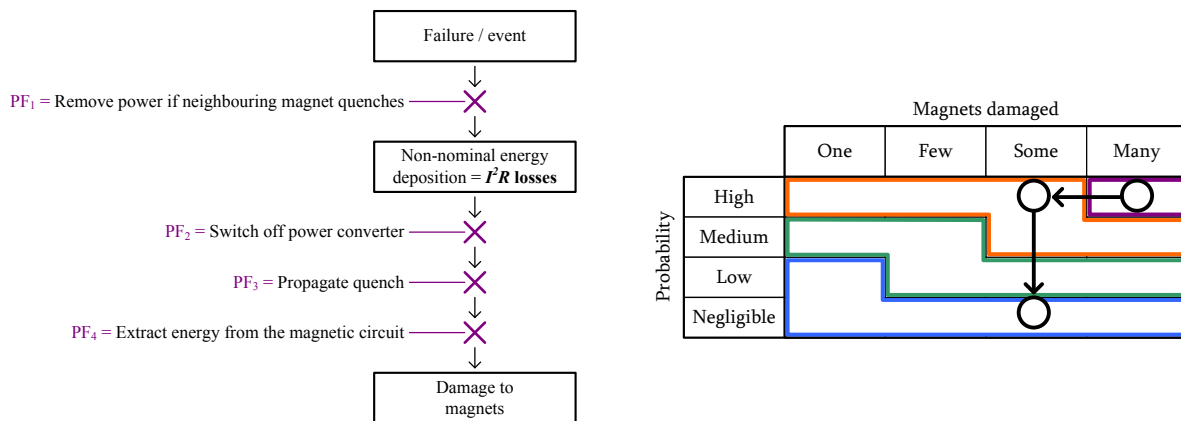 Failure / event
PF₁ = Remove power if neighbouring magnet quenches
Non-nominal energy
deposition = I²R losses
PF₂ = Switch off power converter
PF₃ = Propagate quench
PF₄ = Extract energy from the magnetic circuit
Damage to
magnets
Magnets damaged
One Few Some Many
Probability
High
Medium
Low
Negligible